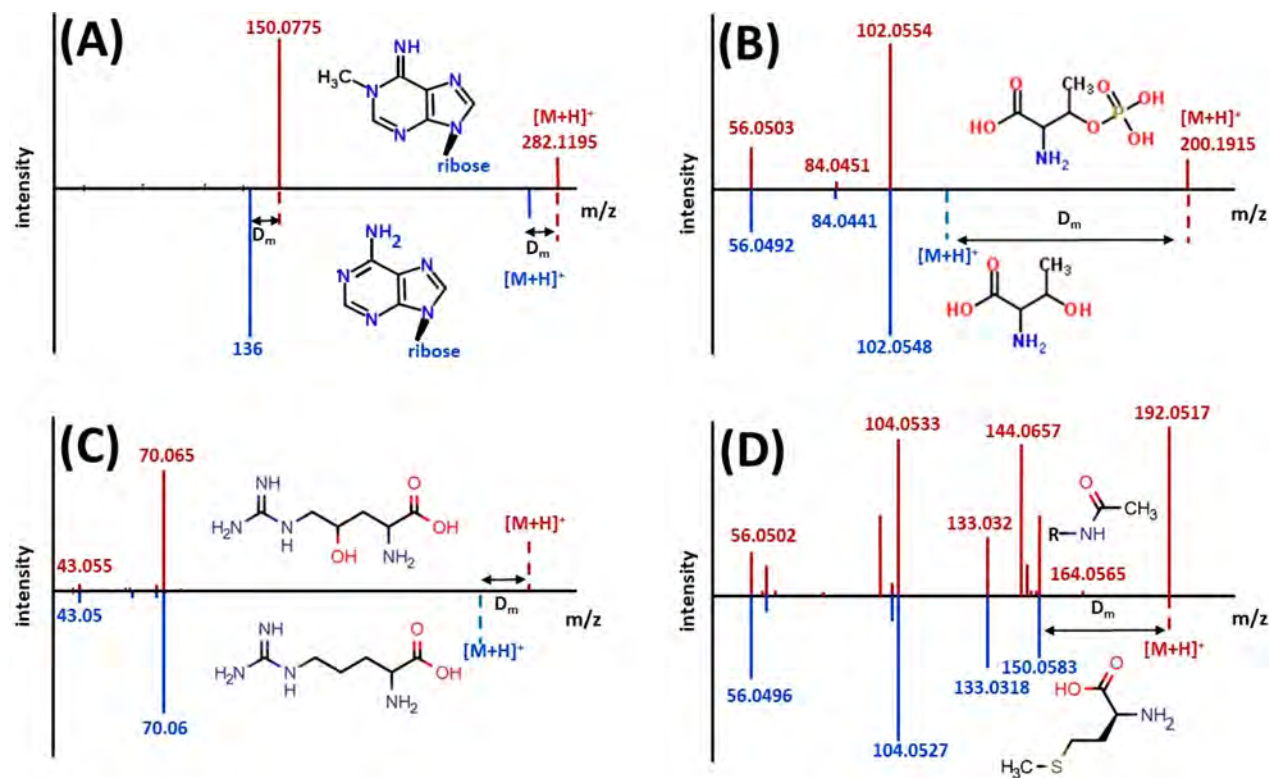 (A)
150.0775
NH
H₃C
N
N
N
N
ribose
[M+H]⁺
282.1195
intensity
m/z
Dₘ
Dₘ
[M+H]⁺
NH₂
N
N
N
N
ribose
136
(B)
102.0554
56.0503
84.0451
O
CH₃
O
OH
P
HO
O
OH
NH₂
[M+H]⁺
200.1915
intensity
m/z
56.0492
84.0441
Dₘ
[M+H]⁺
O
CH₃
HO
OH
NH₂
102.0548
(C)
70.065
NH
O
H₂N
N
H
OH
NH₂
OH
[M+H]⁺
43.055
intensity
m/z
43.05
Dₘ
[M+H]⁺
NH
O
H₂N
N
H
NH₂
OH
70.06
(D)
104.0533
144.0657
192.0517
O
CH₃
R
NH
56.0502
133.032
164.0565
intensity
Dₘ
m/z
[M+H]⁺
56.0496
133.0318
150.0583
104.0527
O
HO
NH₂
H₃C
S